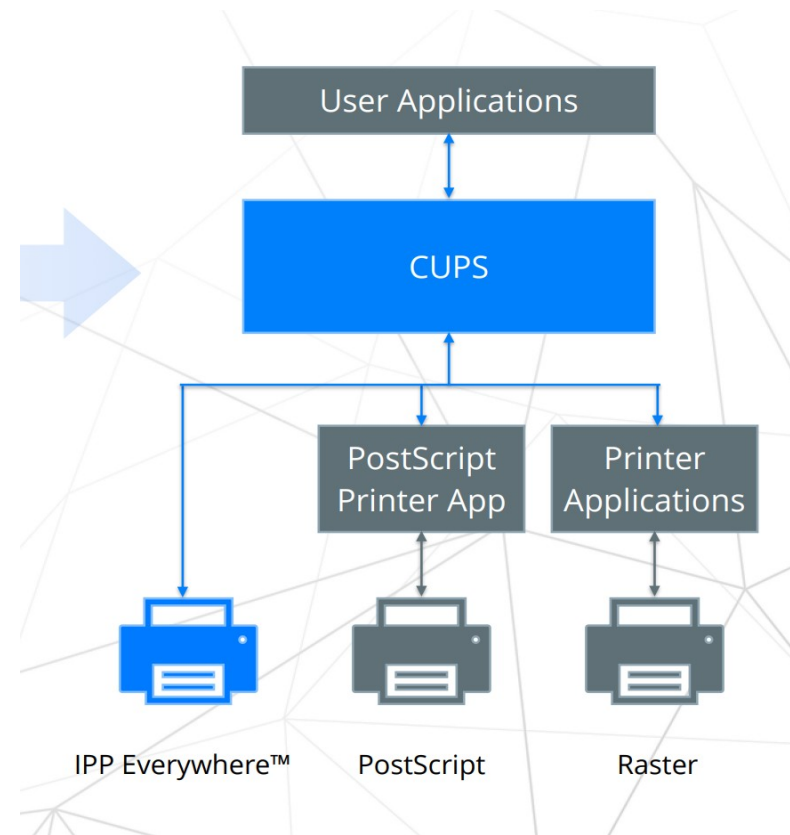 User Applications
CUPS
PostScript
Printer App
Printer
Applications
IPP Everywhere™
PostScript
Raster